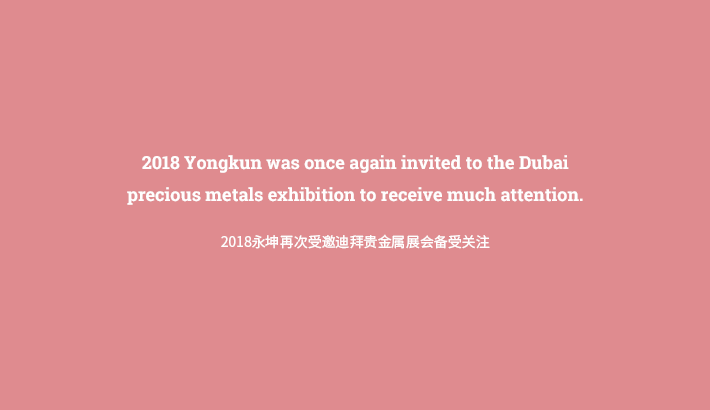 2018 Yongkun was once again invited to the Dubai
precious metals exhibition to receive much attention.
2018永坤再次受邀迪拜贵金属展会备受关注